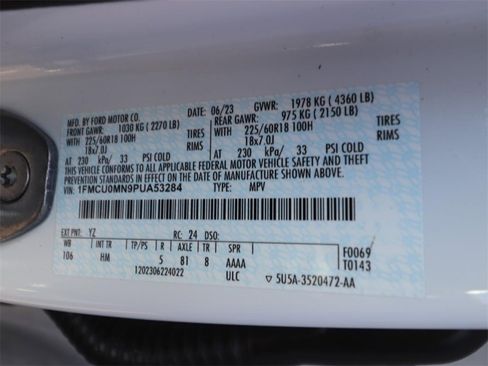 MFD. BY FORD MOTOR CO. 06/23 GVWR: 1978 KG ( 4360 LB)
FRONT GAWR: 1030 KG ( 2270 LB) REAR GAWR: 975 KG ( 2150 LB)
WITH 225/60R18 100H TIRES WITH 225/60R18 100H TIRES
18x7.0J RIMS 18x7.0J RIMS
AT 230 kPa/ 33 PSI COLD AT 230 kPa/ 33 PSI COLD
THIS VEHICLE CONFORMS TO ALL APPLICABLE FEDERAL MOTOR VEHICLE SAFETY AND THEFT
PREVENTION STANDARDS IN EFFECT ON THE DATE OF MANUFACTURE SHOWN ABOVE.
VIN: 1FMCU0MN9PUA53284 TYPE: MPV
EXT PNT: YZ RC: 24 DSO: F0069
WB INT TR TP/PS R AXLE TR SPR T0143
106 HM 5 81 8 AAAA
1202306224022 ULC 5U5A-3520472-AA